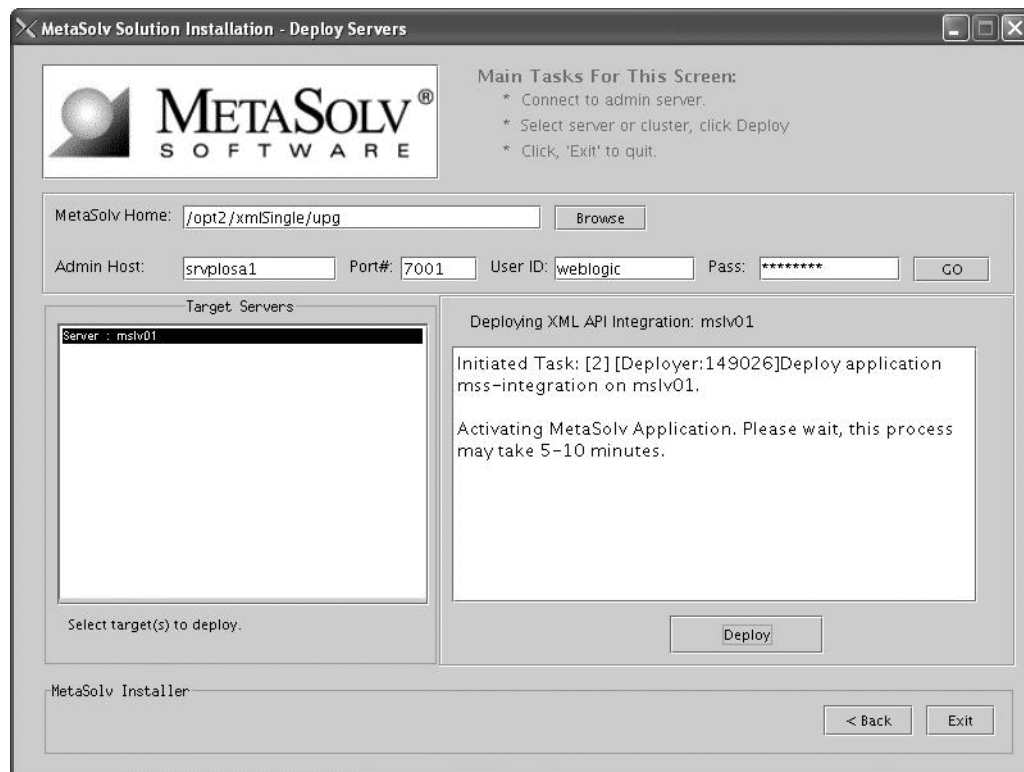 MetaSolv Solution Installation - Deploy Servers
METASOLV®
SOFTWARE
Main Tasks For This Screen:
* Connect to admin server.
* Select server or cluster, click Deploy
* Click, 'Exit' to quit.
MetaSolv Home: /opt2/xmlSingle/upg Browse
Admin Host: srvplosa1 Port#: 7001 User ID: weblogic Pass: ******** GO
Target Servers
Server : mslv01
Select target(s) to deploy.
Deploying XML API Integration: mslv01
Initiated Task: [2] [Deployer:149026]Deploy application
mss-integration on mslv01.
Activating MetaSolv Application. Please wait, this process
may take 5-10 minutes.
Deploy
MetaSolv Installer
< Back Exit